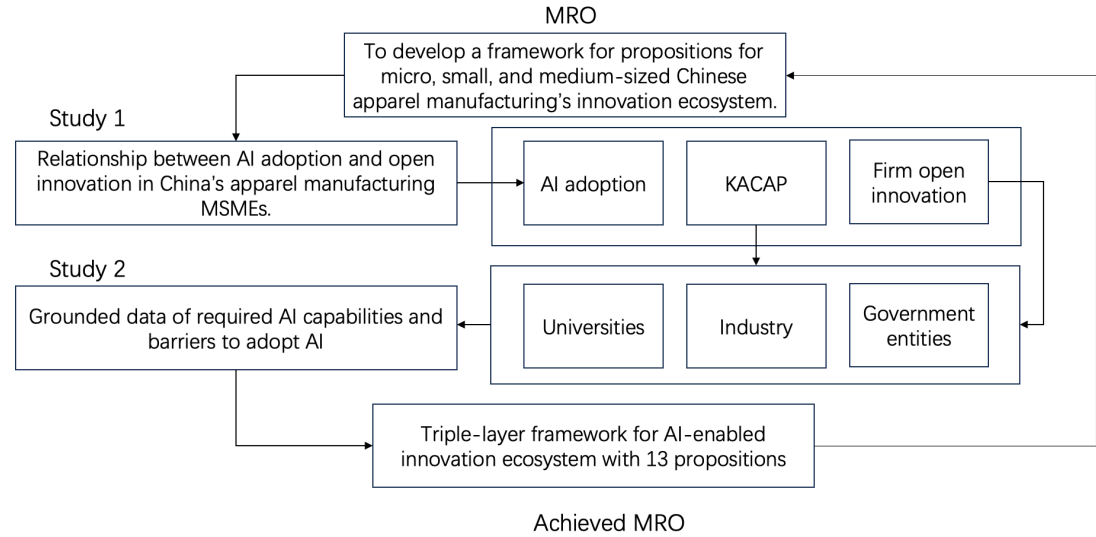 MRO
To develop a framework for propositions for
micro, small, and medium-sized Chinese
apparel manufacturing's innovation ecosystem.
Study 1
Relationship between AI adoption and open
innovation in China's apparel manufacturing
MSMEs.
AI adoption
KACAP
Firm open
innovation
Study 2
Grounded data of required AI capabilities and
barriers to adopt AI
Universities
Industry
Government
entities
Triple-layer framework for AI-enabled
innovation ecosystem with 13 propositions
Achieved MRO